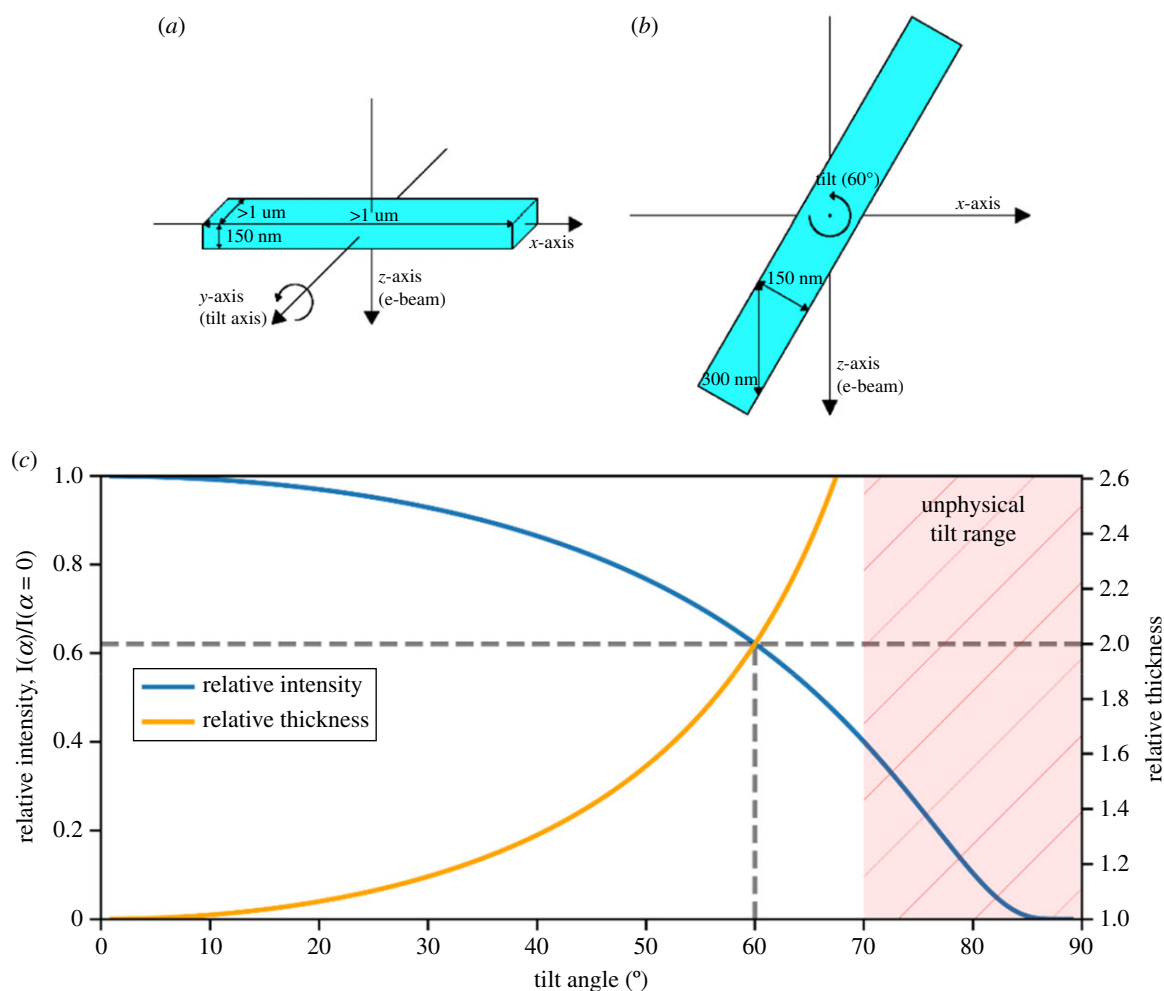 (a)
>1 um
>1 um
150 nm
x-axis
y-axis
(tilt axis)
z-axis
(e-beam)
(b)
tilt (60°)
x-axis
150 nm
300 nm
z-axis
(e-beam)
(c)
relative intensity, I(α)/I(α = 0)
1.0
0.8
0.6
0.4
0.2
0
relative intensity
relative thickness
unphysical
tilt range
2.6
2.4
2.2
2.0
1.8
1.6
1.4
1.2
1.0
relative thickness
0 10 20 30 40 50 60 70 80 90
tilt angle (º)